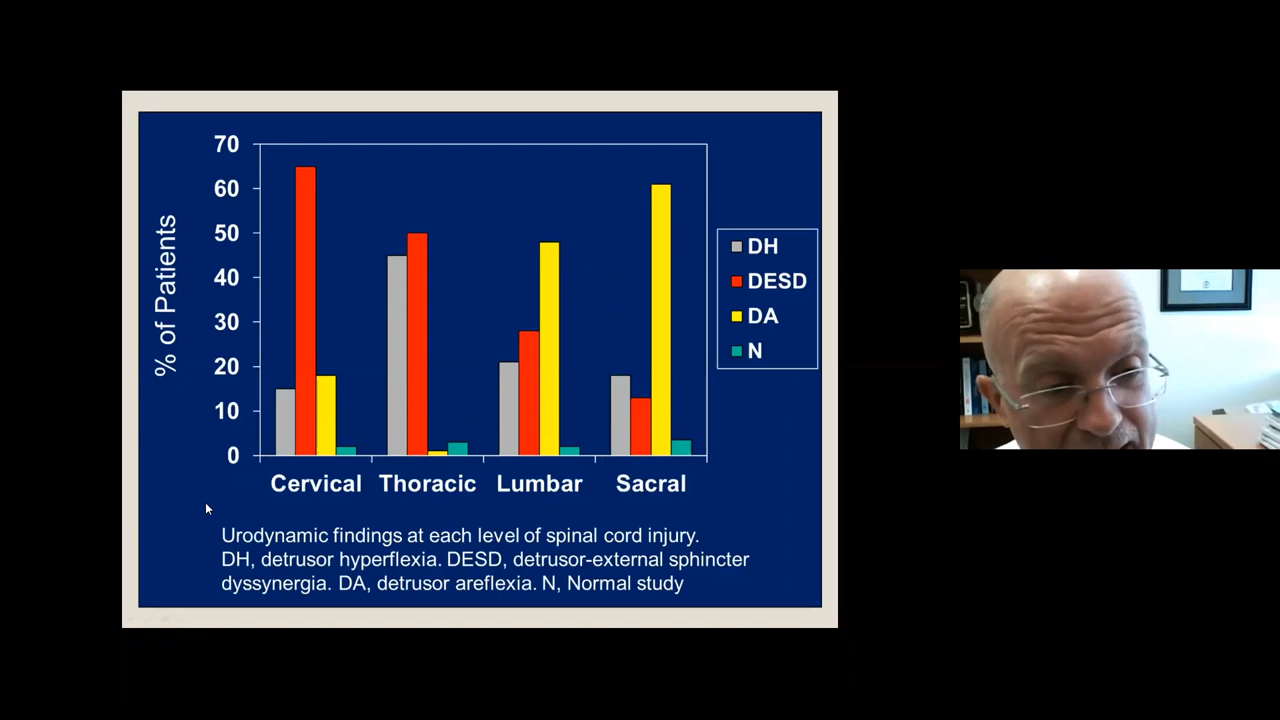 70
60
50
40
30
20
10
0
% of Patients
Cervical Thoracic Lumbar Sacral
DH
DESD
DA
N
Urodynamic findings at each level of spinal cord injury.
DH, detrusor hyperflexia. DESD, detrusor-external sphincter
dyssynergia. DA, detrusor areflexia. N, Normal study